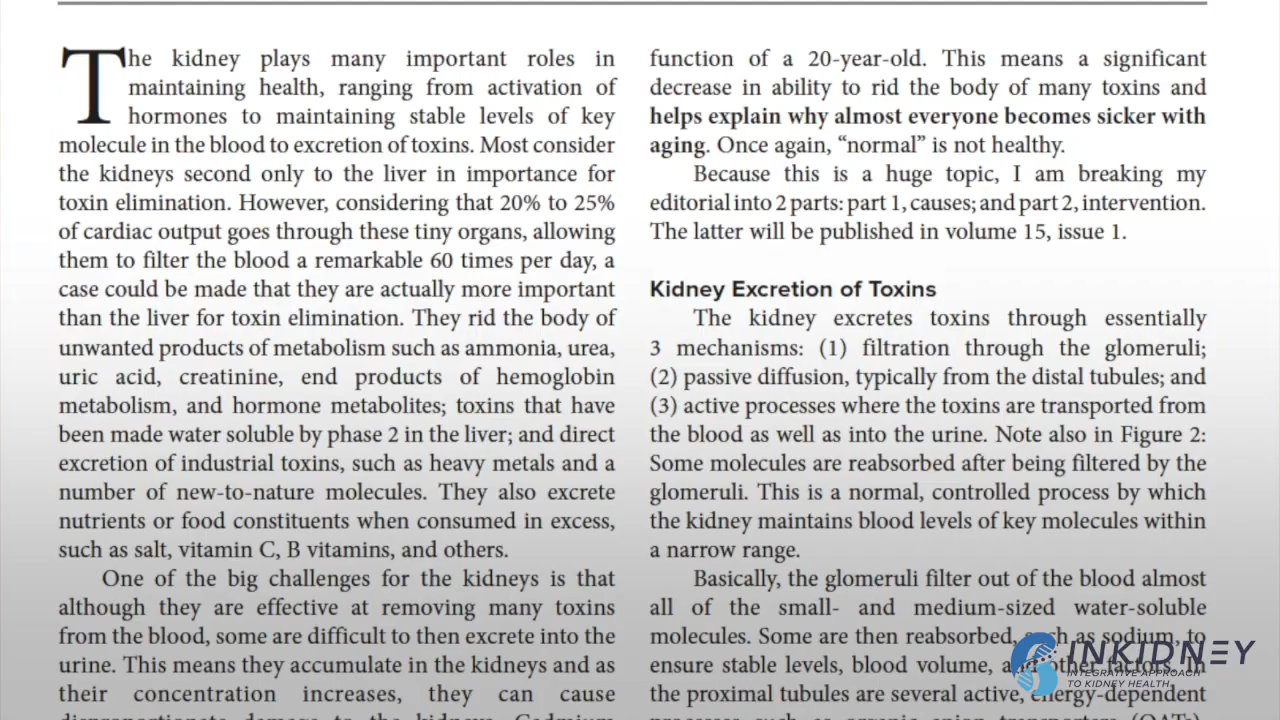 The kidney plays many important roles in
maintaining health, ranging from activation of
hormones to maintaining stable levels of key
molecule in the blood to excretion of toxins. Most consider
the kidneys second only to the liver in importance for
toxin elimination. However, considering that 20% to 25%
of cardiac output goes through these tiny organs, allowing
them to filter the blood a remarkable 60 times per day, a
case could be made that they are actually more important
than the liver for toxin elimination. They rid the body of
unwanted products of metabolism such as ammonia, urea,
uric acid, creatinine, end products of hemoglobin
metabolism, and hormone metabolites; toxins that have
been made water soluble by phase 2 in the liver; and direct
excretion of industrial toxins, such as heavy metals and a
number of new-to-nature molecules. They also excrete
nutrients or food constituents when consumed in excess,
such as salt, vitamin C, B vitamins, and others.
One of the big challenges for the kidneys is that
although they are effective at removing many toxins
from the blood, some are difficult to then excrete into the
urine. This means they accumulate in the kidneys and as
their concentration increases, they can cause
disproportionate damage to the kidneys. Cadmium
function of a 20-year-old. This means a significant
decrease in ability to rid the body of many toxins and
helps explain why almost everyone becomes sicker with
aging. Once again, “normal” is not healthy.
Because this is a huge topic, I am breaking my
editorial into 2 parts: part 1, causes; and part 2, intervention.
The latter will be published in volume 15, issue 1.
Kidney Excretion of Toxins
The kidney excretes toxins through essentially
3 mechanisms: (1) filtration through the glomeruli;
(2) passive diffusion, typically from the distal tubules; and
(3) active processes where the toxins are transported from
the blood as well as into the urine. Note also in Figure 2:
Some molecules are reabsorbed after being filtered by the
glomeruli. This is a normal, controlled process by which
the kidney maintains blood levels of key molecules within
a narrow range.
Basically, the glomeruli filter out of the blood almost
all of the small- and medium-sized water-soluble
molecules. Some are then reabsorbed, such as sodium, to
ensure stable levels, blood volume, and other factors. In
the proximal tubules are several active, energy-dependent
processes such as organic anion transporters (OATs)
INKIDNEY
INTEGRATIVE APPROACH
TO KIDNEY HEALTH